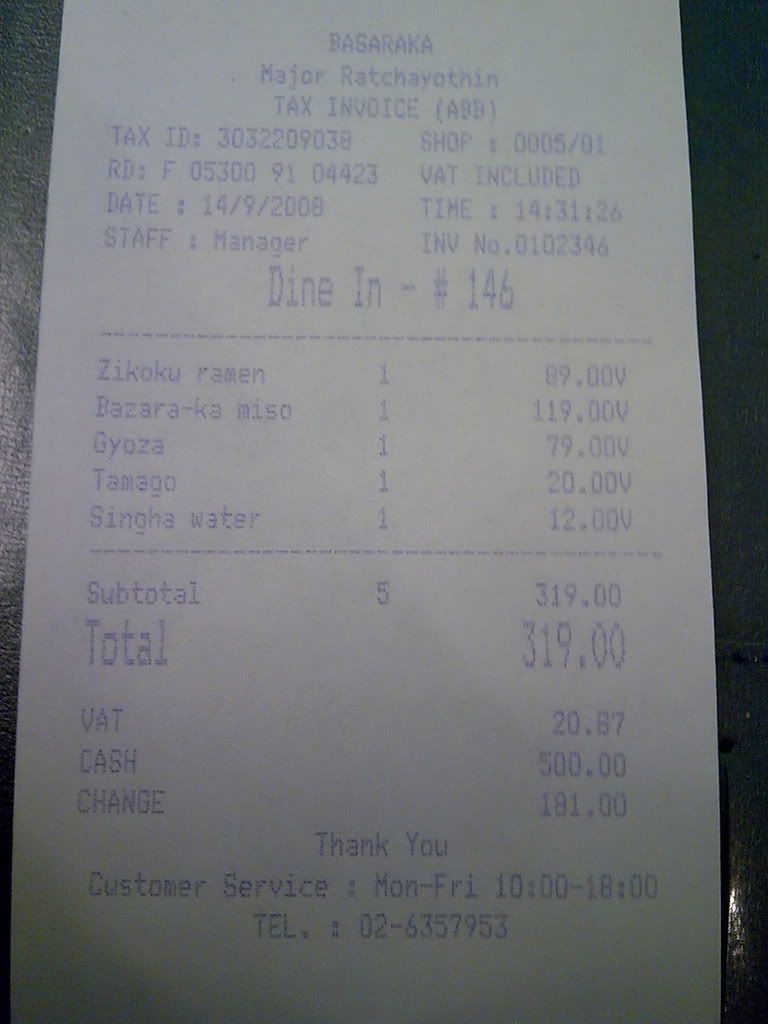 BASARAKA
Major Ratchayothin
TAX INVOICE (ABB)
TAX ID: 3032209038 SHOP : 0005/01
RD: F 05300 91 04423 VAT INCLUDED
DATE : 14/9/2008 TIME : 14:31:26
STAFF : Manager INV No.0102346
Dine In - # 146
Zikoku ramen 1 89.00V
Bazara-ka miso 1 119.00V
Gyoza 1 79.00V
Tamago 1 20.00V
Singha water 1 12.00V
Subtotal 5 319.00
Total 319.00
VAT 20.87
CASH 500.00
CHANGE 181.00
Thank You
Customer Service : Mon-Fri 10:00-18:00
TEL. : 02-6357953